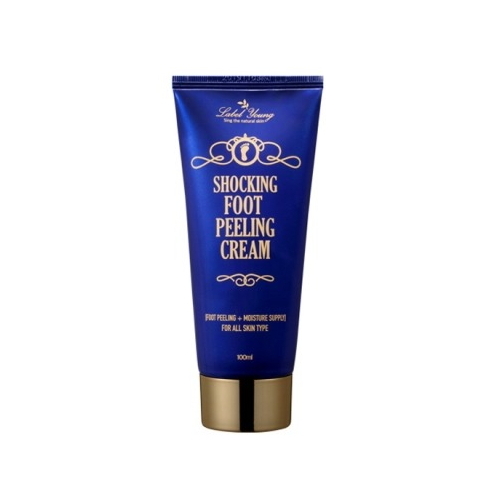 Label Young
Sing the natural skin
SHOCKING
FOOT
PEELING
CREAM
[FOOT PEELING + MOISTURE SUPPLY]
FOR ALL SKIN TYPE
100ml